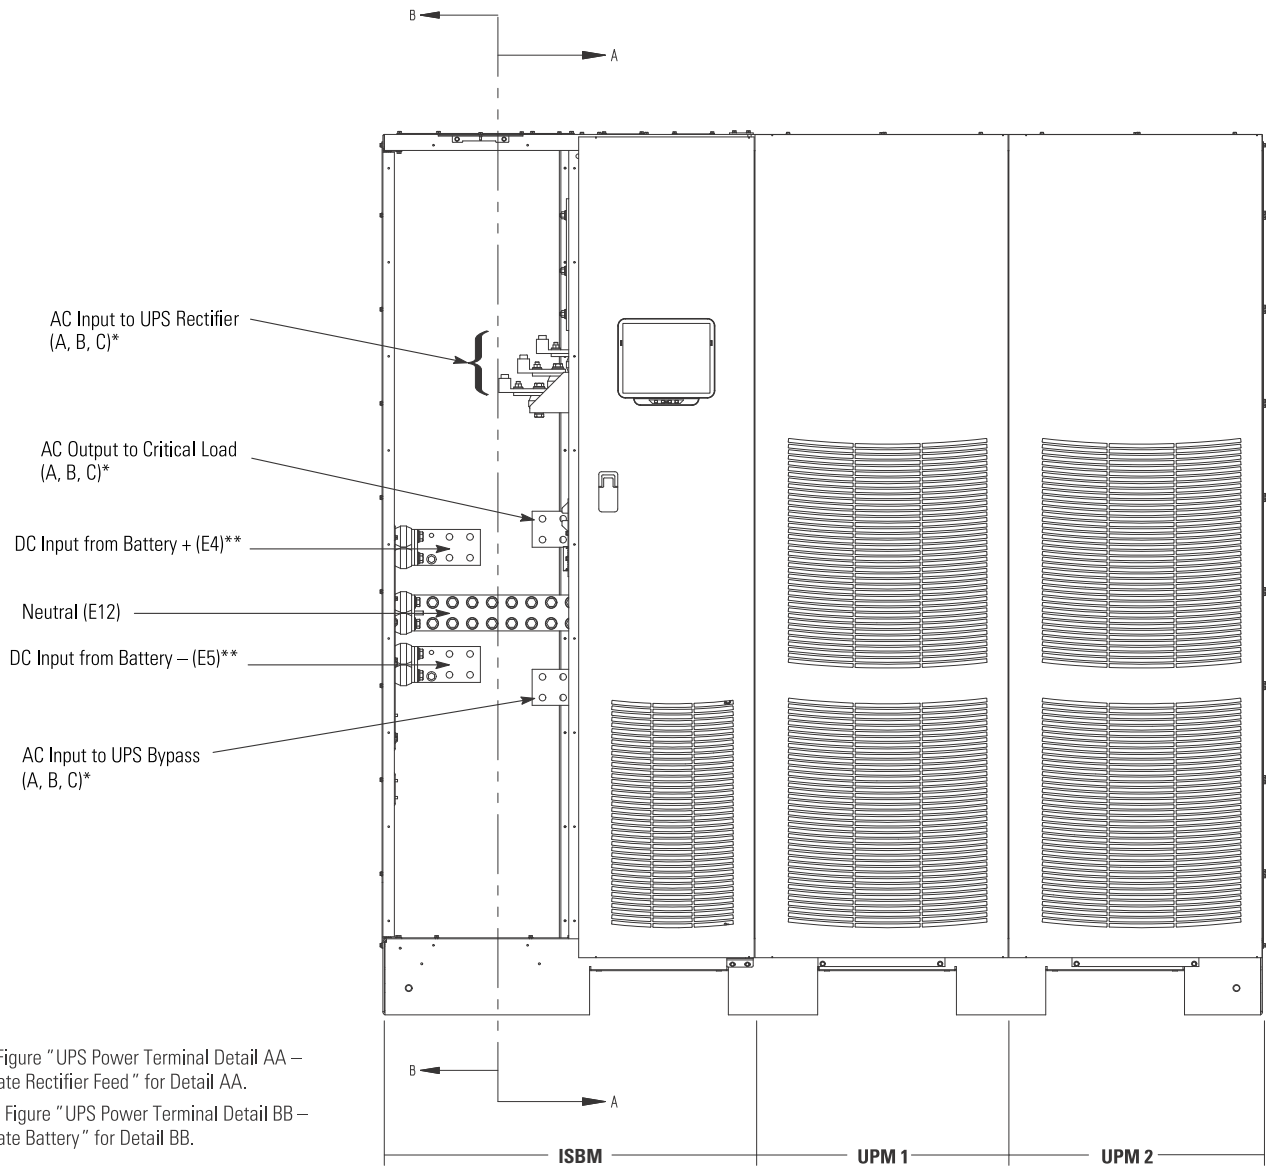 B
A
AC Input to UPS Rectifier
(A, B, C)*
AC Output to Critical Load
(A, B, C)*
DC Input from Battery + (E4)**
Neutral (E12)
DC Input from Battery – (E5)**
AC Input to UPS Bypass
(A, B, C)*
Figure "UPS Power Terminal Detail AA –
ate Rectifier Feed" for Detail AA.
Figure "UPS Power Terminal Detail BB –
ate Battery" for Detail BB.
B
A
ISBM
UPM 1
UPM 2